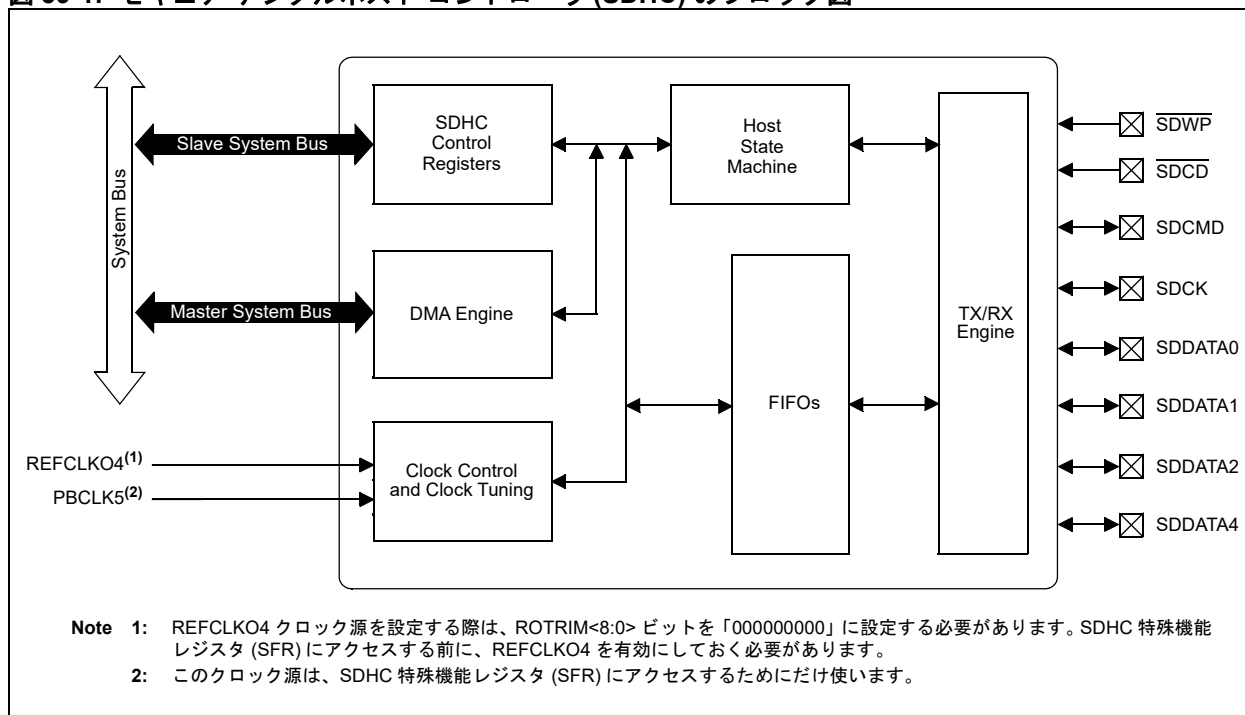 SDHC
Control
Registers
Host
State
Machine
Slave System Bus
System Bus
Master System Bus
DMA Engine
FIFOs
TX/RX
Engine
REFCLKO4(1)
PBCLK5(2)
Clock Control
and Clock Tuning
SDWP
SDCD
SDCMD
SDCK
SDDATA0
SDDATA1
SDDATA2
SDDATA4
Note 1: REFCLKO4 クロック源を設定する際は、ROTRIM<8:0> ビットを「000000000」に設定する必要があります。SDHC 特殊機能
レジスタ (SFR) にアクセスする前に、REFCLKO4 を有効にしておく必要があります。
2: このクロック源は、SDHC 特殊機能レジスタ (SFR) にアクセスするためにだけ使います。